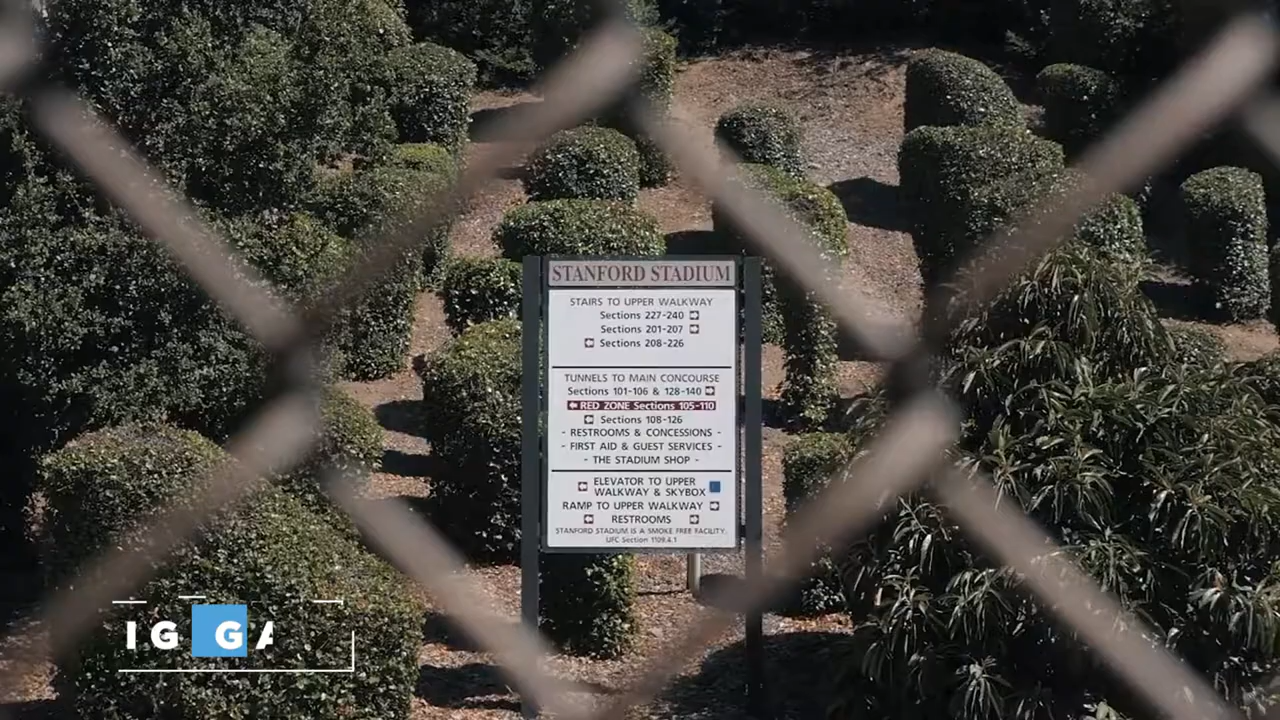 STANFORD STADIUM
STAIRS TO UPPER WALKWAY
Sections 227-240
Sections 201-207
Sections 208-226
TUNNELS TO MAIN CONCOURSE
Sections 101-106 & 128-140
RED ZONE Sections 105-110
Sections 108-126
- RESTROOMS & CONCESSIONS -
- FIRST AID & GUEST SERVICES -
- THE STADIUM SHOP -
ELEVATOR TO UPPER
WALKWAY & SKYBOX
RAMP TO UPPER WALKWAY
RESTROOMS
STANFORD STADIUM IS A SMOKE FREE FACILITY.
UFC Section 1109.4.1
IG GA